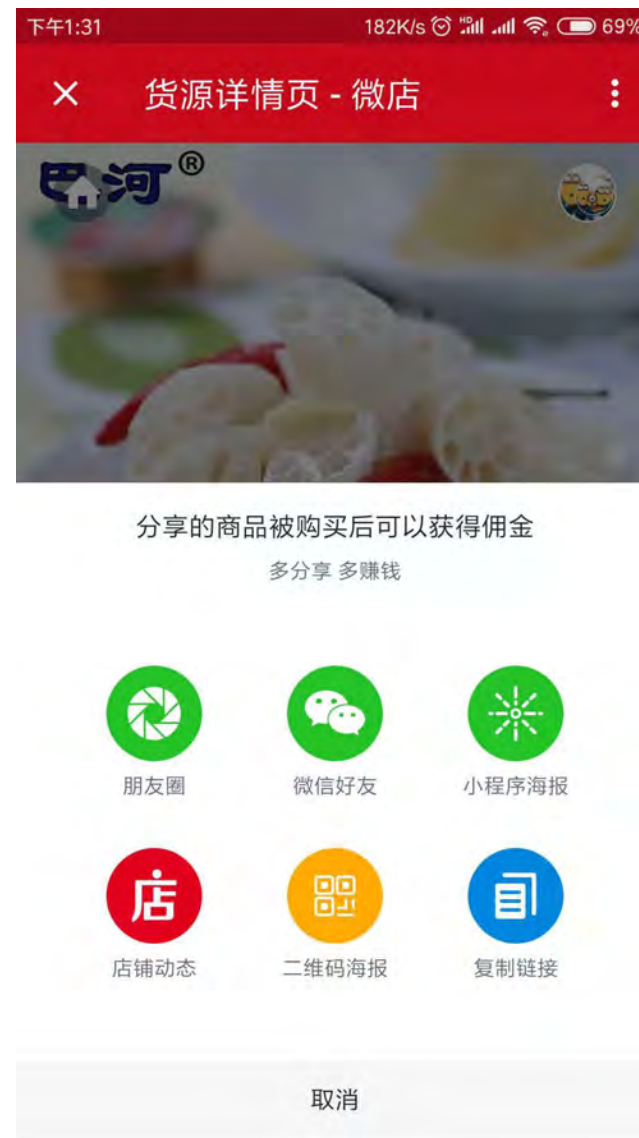 下午1:31 182K/s HD 69%
货源详情页 - 微店
巴河®
分享的商品被购买后可以获得佣金
多分享 多赚钱
朋友圈 微信好友 小程序海报
店
店铺动态 二维码海报 复制链接
取消